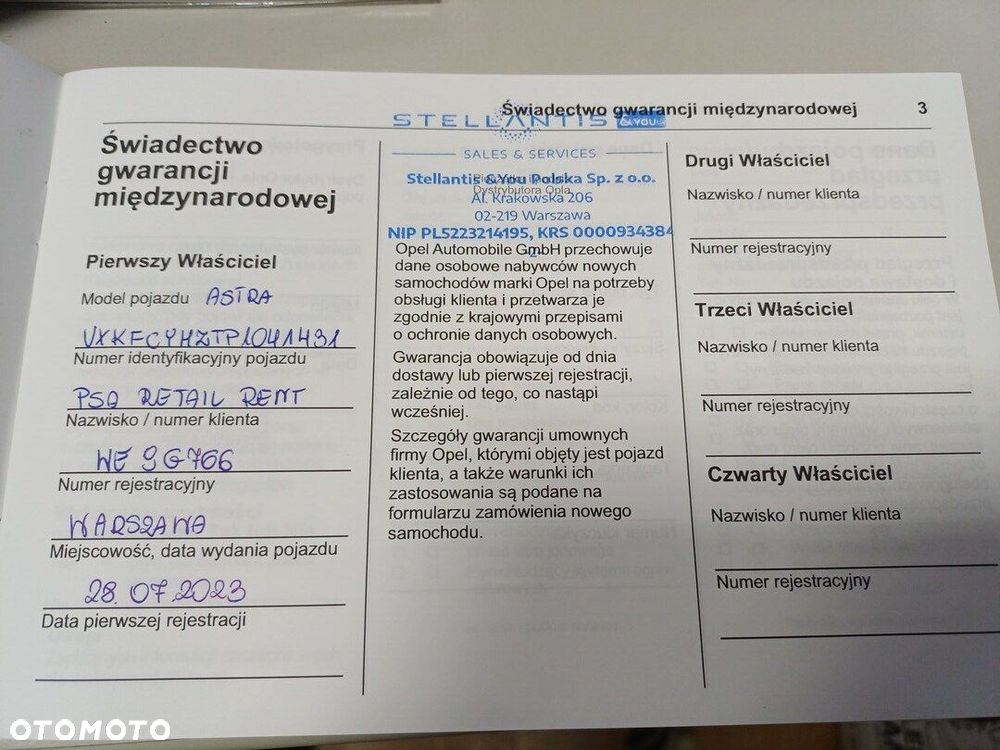 Świadectwo gwarancji międzynarodowej 3
Świadectwo
gwarancji
międzynarodowej
Pierwszy Właściciel
Model pojazdu ASTRA
VXKFCYHZTP1041431
Numer identyfikacyjny pojazdu
PSA RETAIL RENT
Nazwisko / numer klienta
WE 9G766
Numer rejestracyjny
WARSZAWA
Miejscowość, data wydania pojazdu
28.07.2023
Data pierwszej rejestracji
STELLANTIS &YOU
SALES & SERVICES
Stellantis &You Polska Sp. z o.o.
Dystrybutora Opla
Al. Krakowska 206
02-219 Warszawa
NIP PL5223214195, KRS 0000934384
2
Opel Automobile GmbH przechowuje
dane osobowe nabywców nowych
samochodów marki Opel na potrzeby
obsługi klienta i przetwarza je
zgodnie z krajowymi przepisami
o ochronie danych osobowych.
Gwarancja obowiązuje od dnia
dostawy lub pierwszej rejestracji,
zależnie od tego, co nastąpi
wcześniej.
Szczegóły gwarancji umownych
firmy Opel, którymi objęty jest pojazd
klienta, a także warunki ich
zastosowania są podane na
formularzu zamówienia nowego
samochodu.
Drugi Właściciel
Nazwisko / numer klienta
Numer rejestracyjny
Trzeci Właściciel
Nazwisko / numer klienta
Numer rejestracyjny
Czwarty Właściciel
Nazwisko / numer klienta
Numer rejestracyjny
OTOMOTO